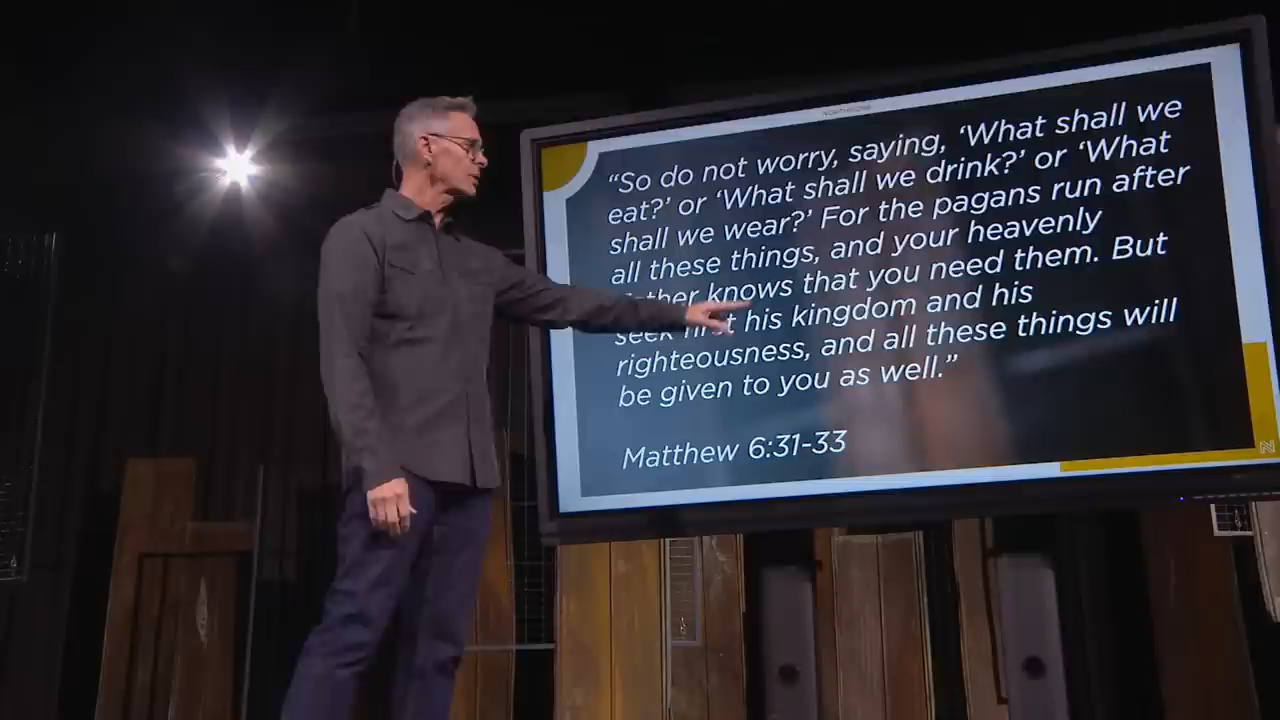 “So do not worry, saying, ‘What shall we
eat?’ or ‘What shall we drink?’ or ‘What
shall we wear?’ For the pagans run after
all these things, and your heavenly
knows that you need them. But
seek first his kingdom and his
righteousness, and all these things will
be given to you as well.”
Matthew 6:31-33
N